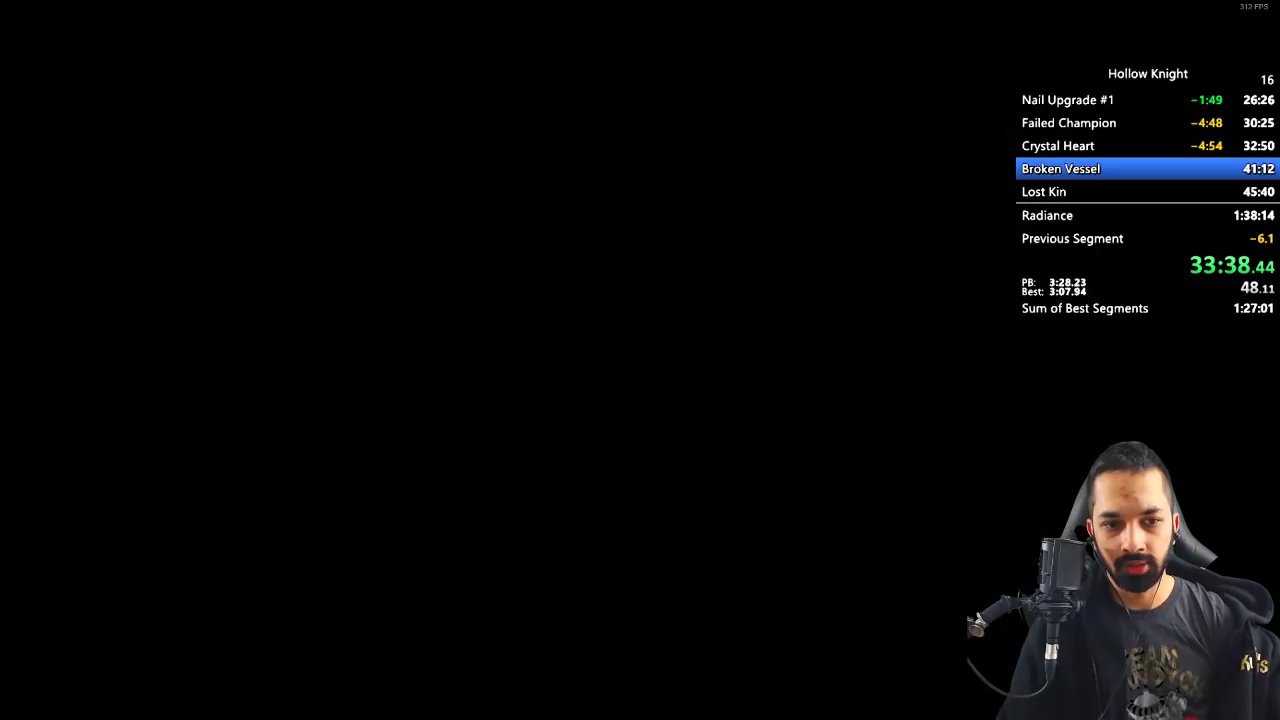 312 FPS
Hollow Knight
16
Nail Upgrade #1 −1:49 26:26
Failed Champion −4:48 30:25
Crystal Heart −4:54 32:50
Broken Vessel 41:12
Lost Kin 45:40
Radiance 1:38:14
Previous Segment −6.1
33:38.44
PB: 3:28.23
Best: 3:07.94
48.11
Sum of Best Segments 1:27:01